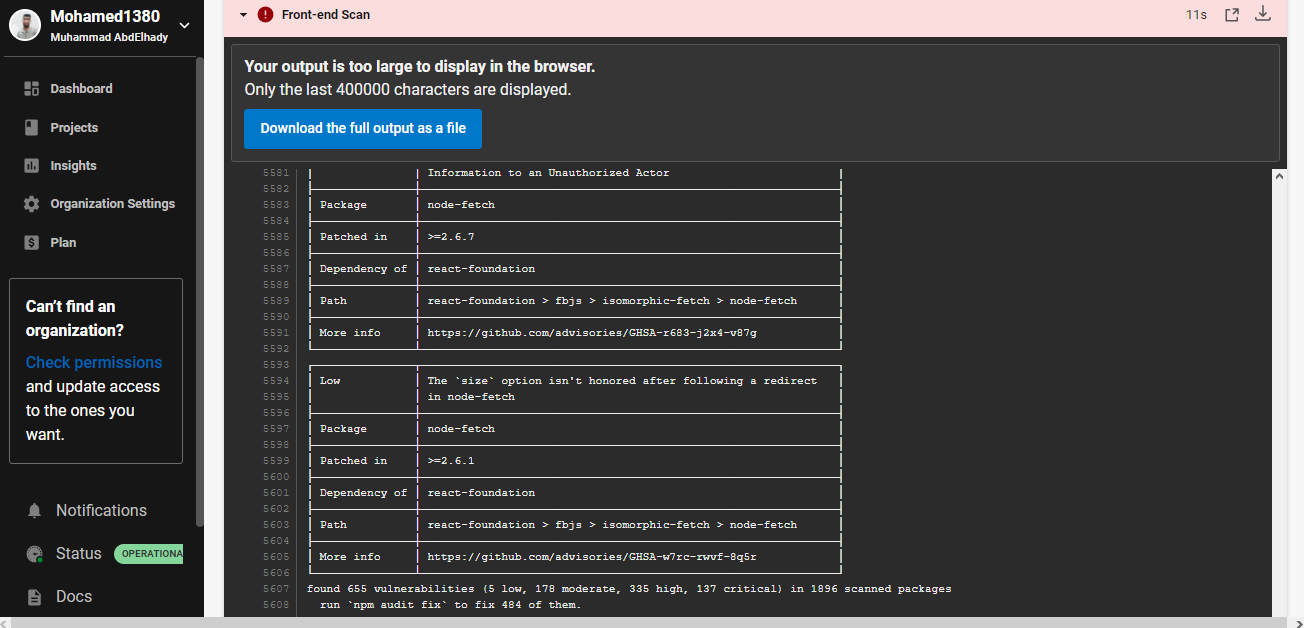 Mohamed1380
Muhammad AbdElhady
Dashboard
Projects
Insights
Organization Settings
Plan
Can't find an
organization?
Check permissions
and update access
to the ones you
want.
Notifications
Status OPERATIONA
Docs
Front-end Scan 11s
Your output is too large to display in the browser.
Only the last 400000 characters are displayed.
Download the full output as a file
5581 Information to an Unauthorized Actor
5582
5583 Package node-fetch
5584
5585 Patched in >=2.6.7
5586
5587 Dependency of react-foundation
5588
5589 Path react-foundation > fbjs > isomorphic-fetch > node-fetch
5590
5591 More info https://github.com/advisories/GHSA-r683-j2x4-v87g
5592
5593
5594 Low The `size` option isn't honored after following a redirect
5595 in node-fetch
5596
5597 Package node-fetch
5598
5599 Patched in >=2.6.1
5600
5601 Dependency of react-foundation
5602
5603 Path react-foundation > fbjs > isomorphic-fetch > node-fetch
5604
5605 More info https://github.com/advisories/GHSA-w7rc-rwvf-8q5r
5606
5607 found 655 vulnerabilities (5 low, 178 moderate, 335 high, 137 critical) in 1896 scanned packages
5608 run `npm audit fix` to fix 484 of them.